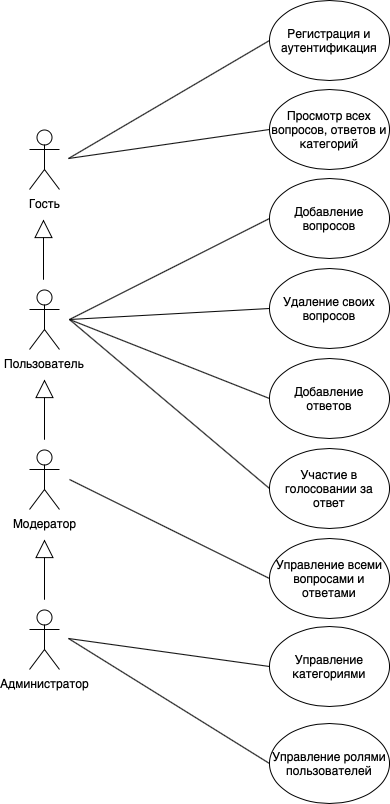 Регистрация и
аутентификация
Просмотр всех
вопросов, ответов и
категорий
Гость
Добавление
вопросов
Удаление своих
вопросов
Пользователь
Добавление
ответов
Участие в
голосовании за
ответ
Модератор
Управление всеми
вопросами и
ответами
Управление
категориями
Администратор
Управление ролями
пользователей